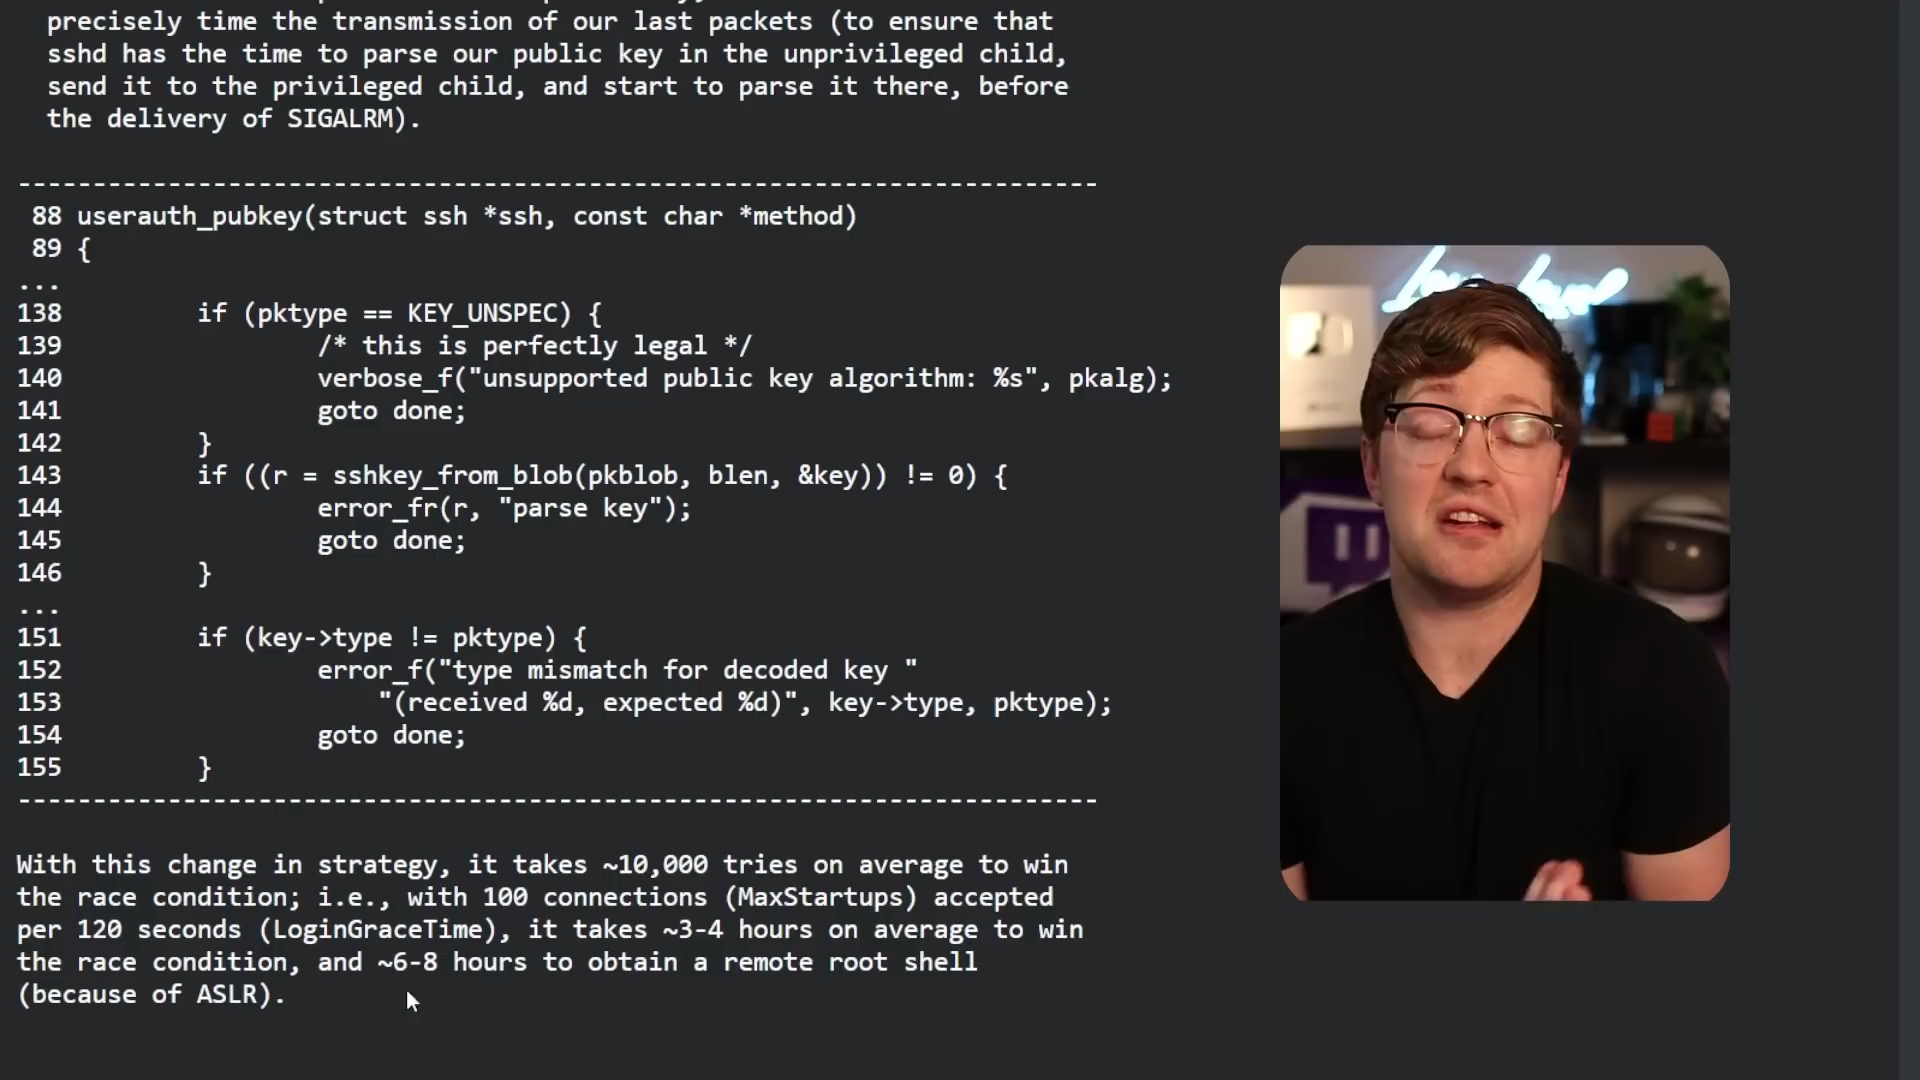 precisely time the transmission of our last packets (to ensure that
sshd has the time to parse our public key in the unprivileged child,
send it to the privileged child, and start to parse it there, before
the delivery of SIGALRM).
------------------------------------------------------------------------
88 userauth_pubkey(struct ssh *ssh, const char *method)
89 {
...
138         if (pktype == KEY_UNSPEC) {
139                 /* this is perfectly legal */
140                 verbose_f("unsupported public key algorithm: %s", pkalg);
141                 goto done;
142         }
143         if ((r = sshkey_from_blob(pkblob, blen, &key)) != 0) {
144                 error_fr(r, "parse key");
145                 goto done;
146         }
...
151         if (key->type != pktype) {
152                 error_f("type mismatch for decoded key "
153                     "(received %d, expected %d)", key->type, pktype);
154                 goto done;
155         }
------------------------------------------------------------------------
With this change in strategy, it takes ~10,000 tries on average to win
the race condition; i.e., with 100 connections (MaxStartups) accepted
per 120 seconds (LoginGraceTime), it takes ~3-4 hours on average to win
the race condition, and ~6-8 hours to obtain a remote root shell
(because of ASLR).